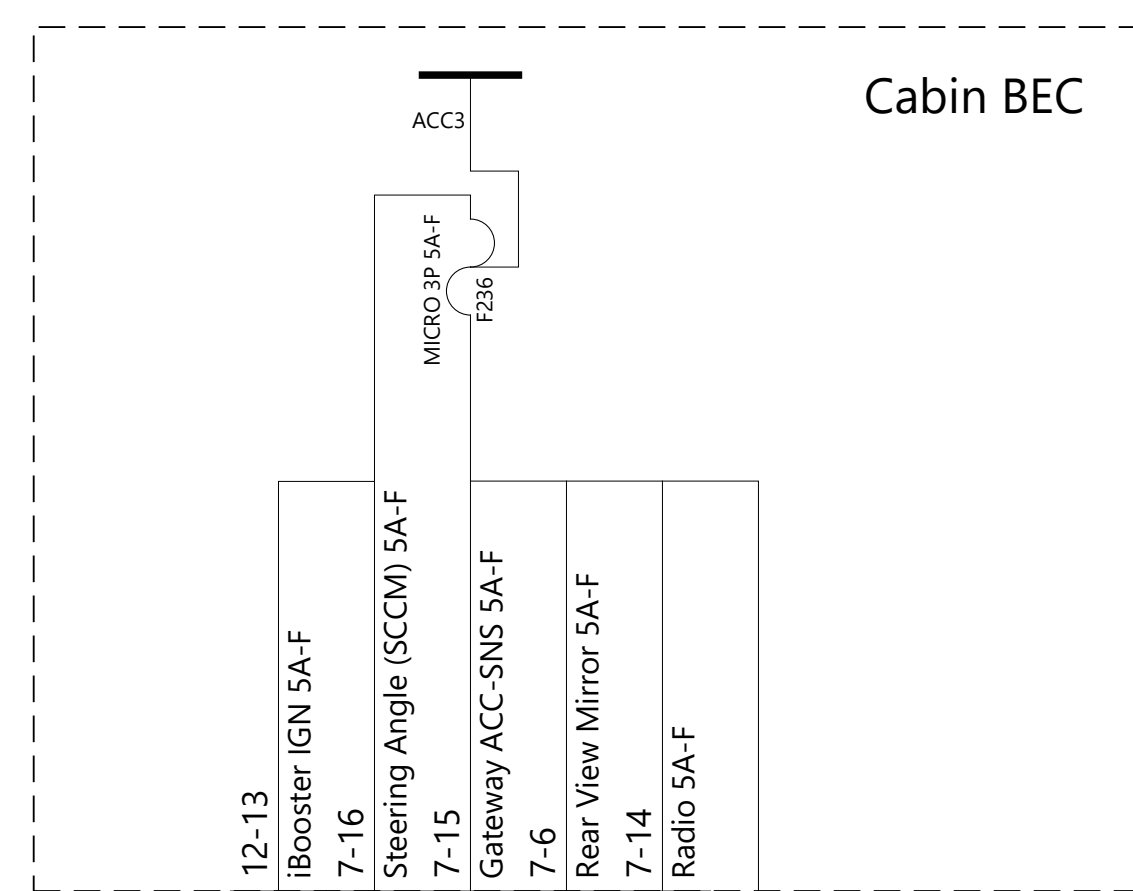 Cabin BEC
ACC3
MICRO 3P 5A-F
F236
12-13
iBooster IGN 5A-F
7-16
Steering Angle (SCCM) 5A-F
7-15
Gateway ACC-SNS 5A-F
7-6
Rear View Mirror 5A-F
7-14
Radio 5A-F